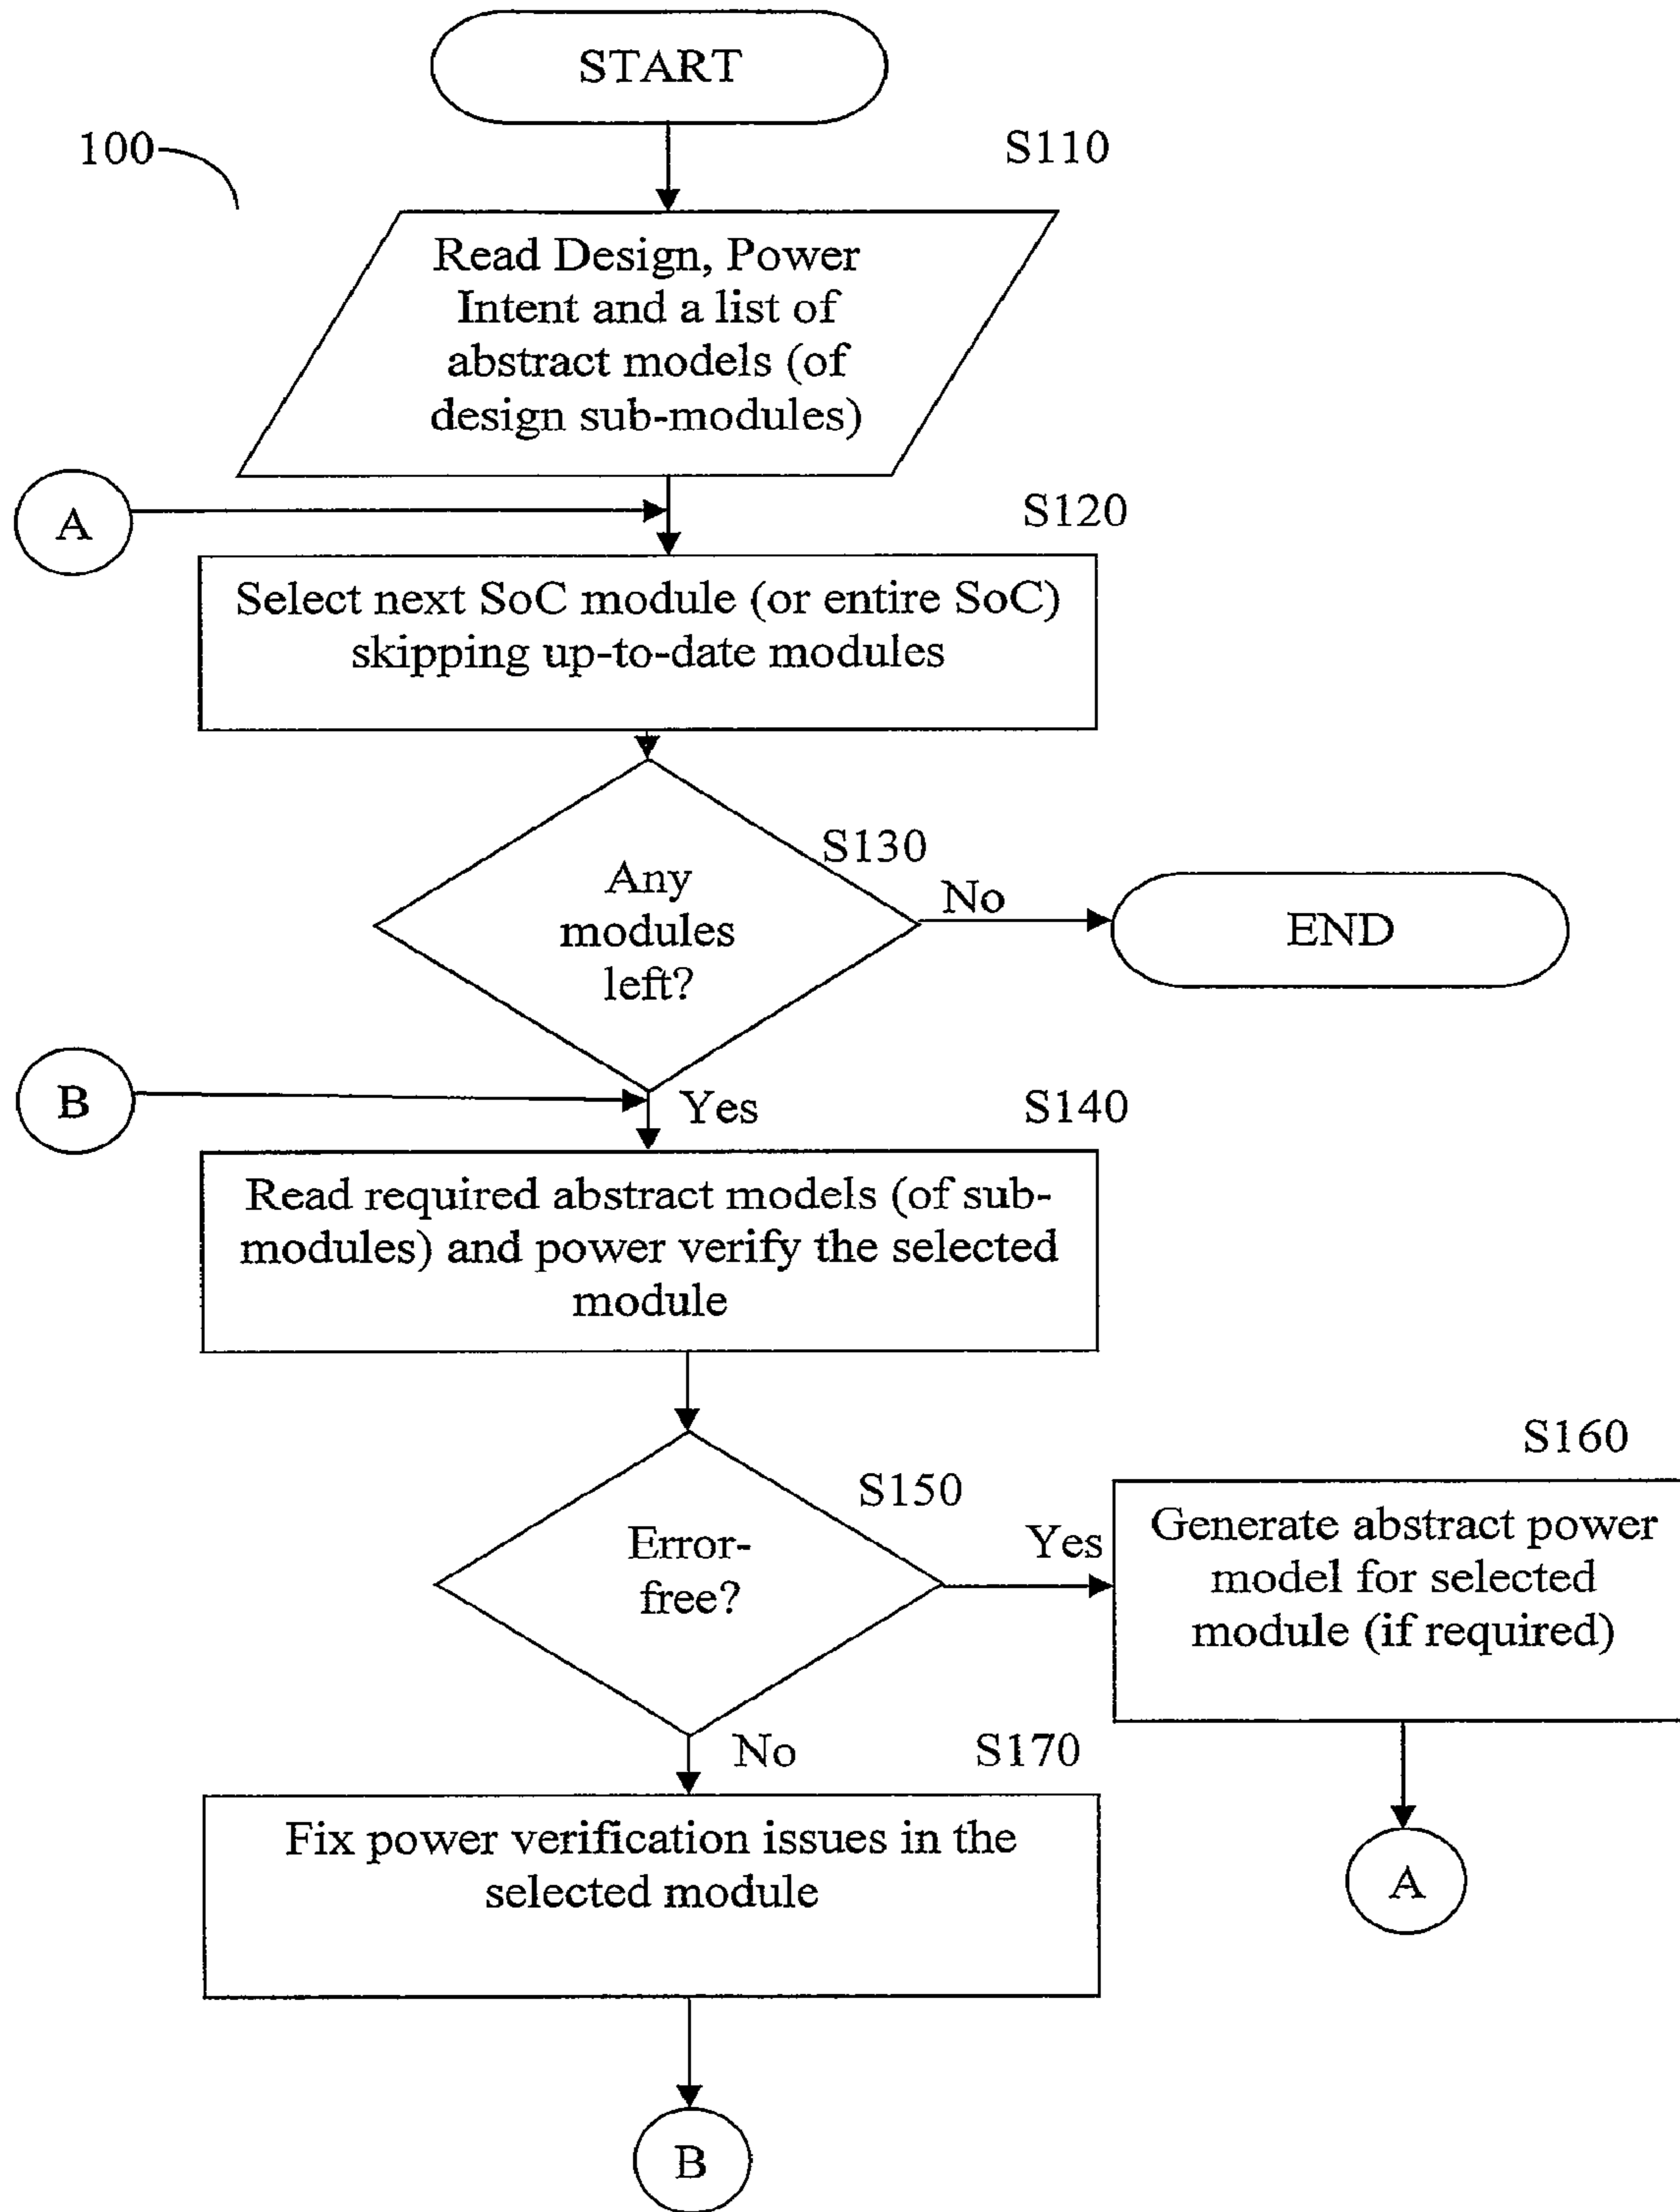 START
100
S110
Read Design, Power
Intent and a list of
abstract models (of
design sub-modules)
A
S120
Select next SoC module (or entire SoC)
skipping up-to-date modules
S130
Any
modules
left?
No
END
B
Yes
S140
Read required abstract models (of sub-
modules) and power verify the selected
module
S150
Error-
free?
Yes
S160
Generate abstract power
model for selected
module (if required)
No
S170
Fix power verification issues in the
selected module
A
B